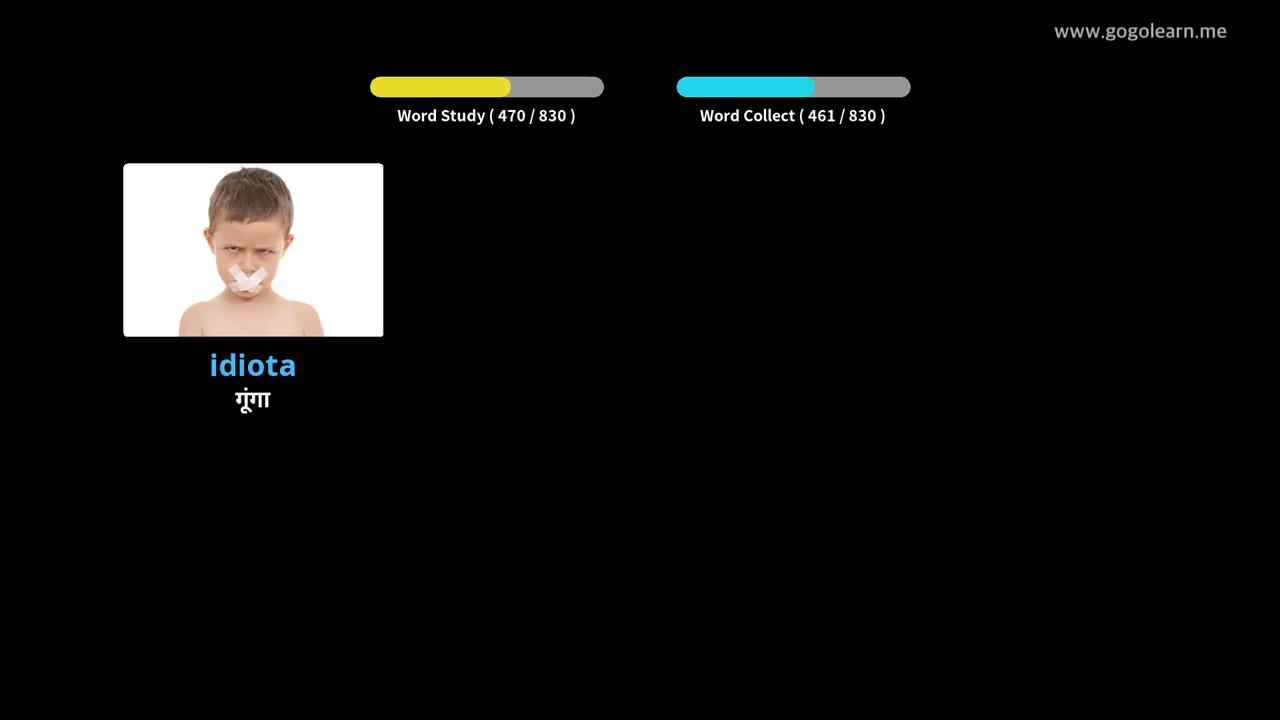 www.gogolearn.me
Word Study ( 470 / 830 )
Word Collect ( 461 / 830 )
idiota
गूंगा